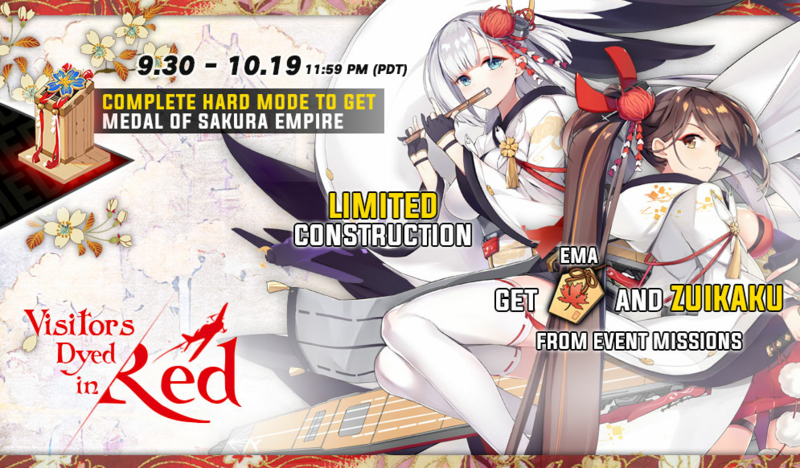 9.30 - 10.19 11:59 PM (PDT)
COMPLETE HARD MODE TO GET
MEDAL OF SAKURA EMPIRE
LIMITED
CONSTRUCTION
EMA
GET AND ZUIKAKU
FROM EVENT MISSIONS
Visitors
Dyed
in Red